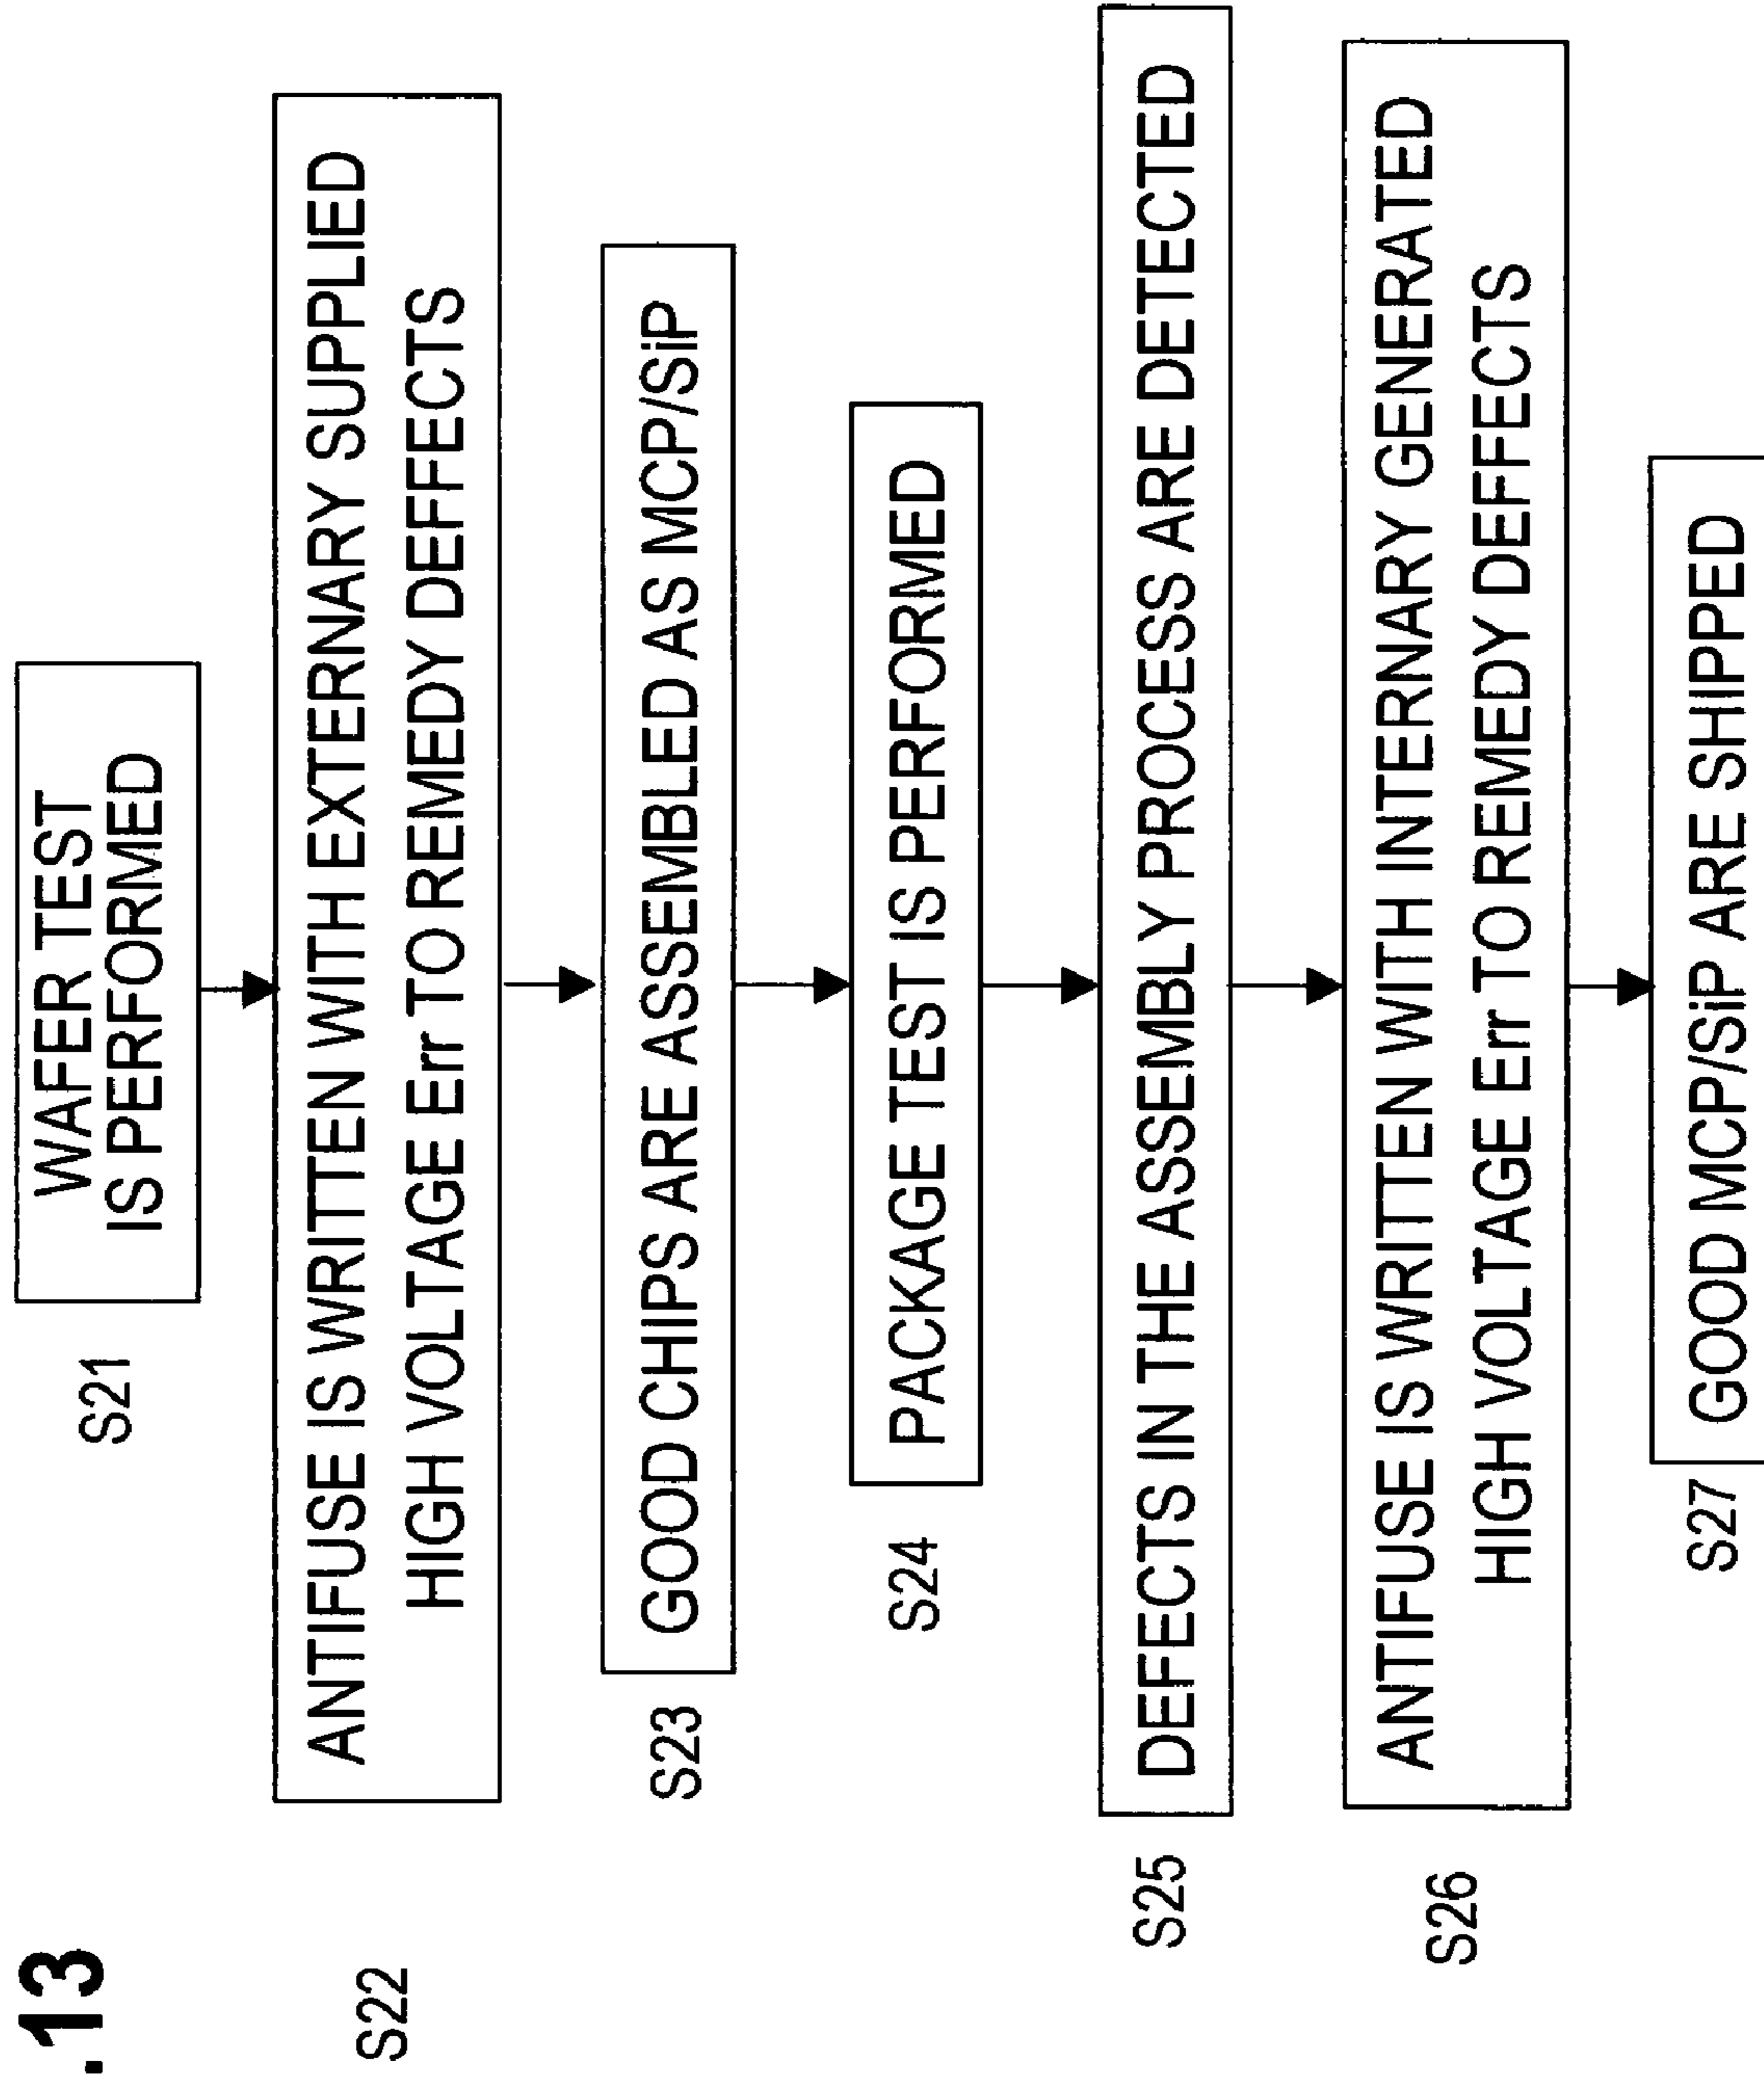 .13
S21
WAFER TEST
IS PERFORMED
S22
ANTIFUSE IS WRITTEN WITH EXTERNARY SUPPLIED
HIGH VOLTAGE Err TO REMEDY DEFFECTS
S23
GOOD CHIPS ARE ASSEMBLED AS MCP/SiP
S24
PACKAGE TEST IS PERFORMED
S25
DEFECTS IN THE ASSEMBLY PROCESS ARE DETECTED
S26
ANTIFUSE IS WRITTEN WITH INTERNARY GENERATED
HIGH VOLTAGE Err TO REMEDY DEFFECTS
S27
GOOD MCP/SiP ARE SHIPPED